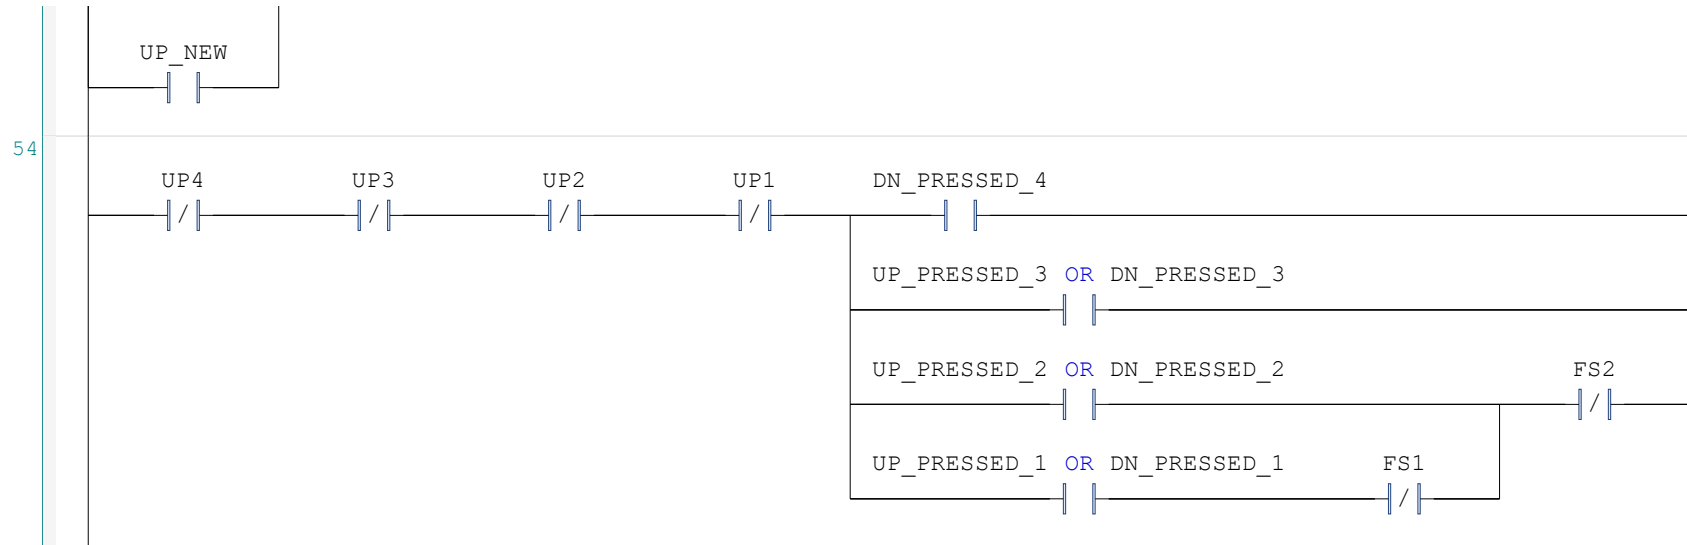 UP_NEW
54
UP4 UP3 UP2 UP1 DN_PRESSED_4
/ / / /
UP_PRESSED_3 OR DN_PRESSED_3
UP_PRESSED_2 OR DN_PRESSED_2 FS2
/
UP_PRESSED_1 OR DN_PRESSED_1 FS1
/